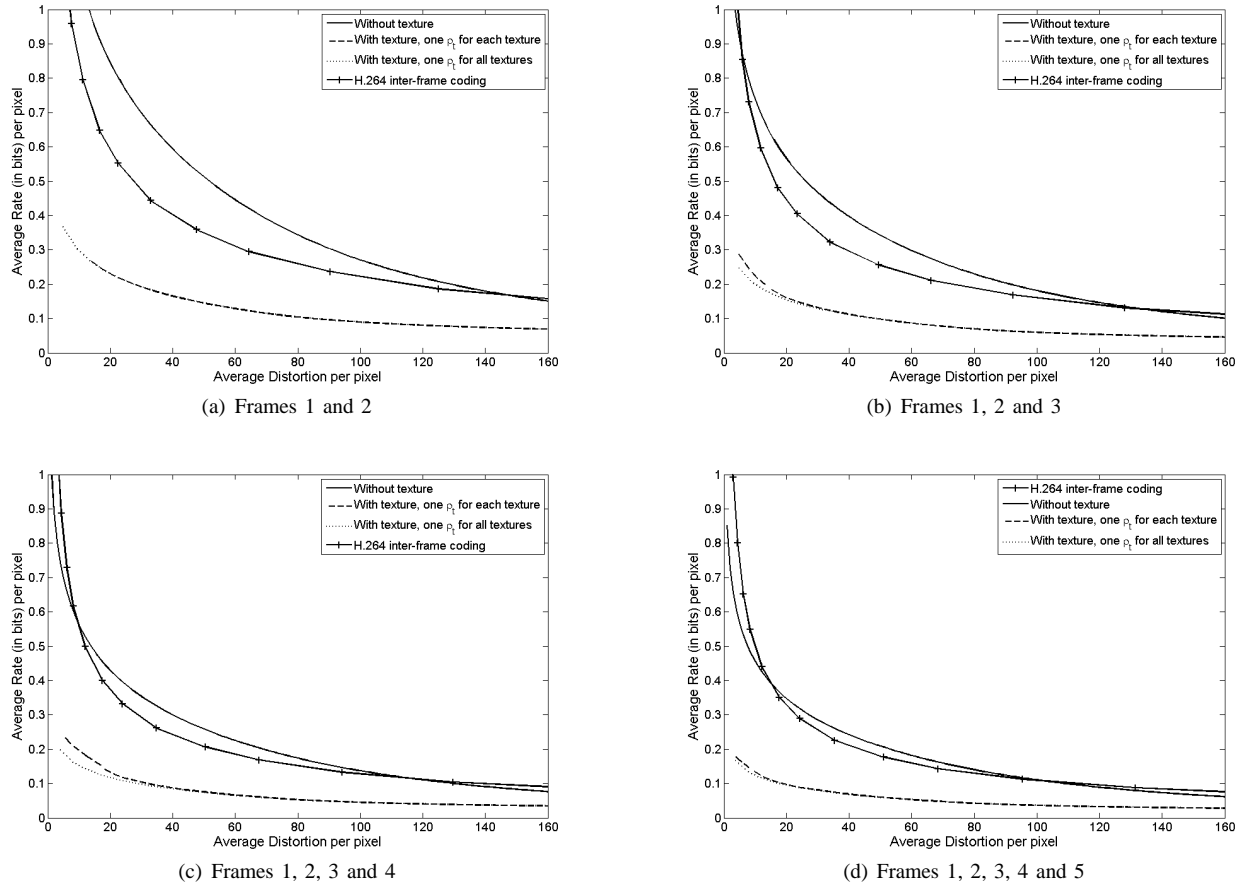 1
0.9
0.8
0.7
0.6
0.5
0.4
0.3
0.2
0.1
0
0 20 40 60 80 100 120 140 160
Average Rate (in bits) per pixel
Average Distortion per pixel
Without texture
With texture, one ρt for each texture
With texture, one ρt for all textures
H.264 inter-frame coding
(a) Frames 1 and 2
1
0.9
0.8
0.7
0.6
0.5
0.4
0.3
0.2
0.1
0
0 20 40 60 80 100 120 140 160
Average Rate (in bits) per pixel
Average Distortion per pixel
Without texture
With texture, one ρt for each texture
With texture, one ρt for all textures
H.264 inter-frame coding
(b) Frames 1, 2 and 3
1
0.9
0.8
0.7
0.6
0.5
0.4
0.3
0.2
0.1
0
0 20 40 60 80 100 120 140 160
Average Rate (in bits) per pixel
Average Distortion per pixel
Without texture
With texture, one ρt for each texture
With texture, one ρt for all textures
H.264 inter-frame coding
(c) Frames 1, 2, 3 and 4
1
0.9
0.8
0.7
0.6
0.5
0.4
0.3
0.2
0.1
0
0 20 40 60 80 100 120 140 160
Average Rate (in bits) per pixel
Average Distortion per pixel
H.264 inter-frame coding
Without texture
With texture, one ρt for each texture
With texture, one ρt for all textures
(d) Frames 1, 2, 3, 4 and 5